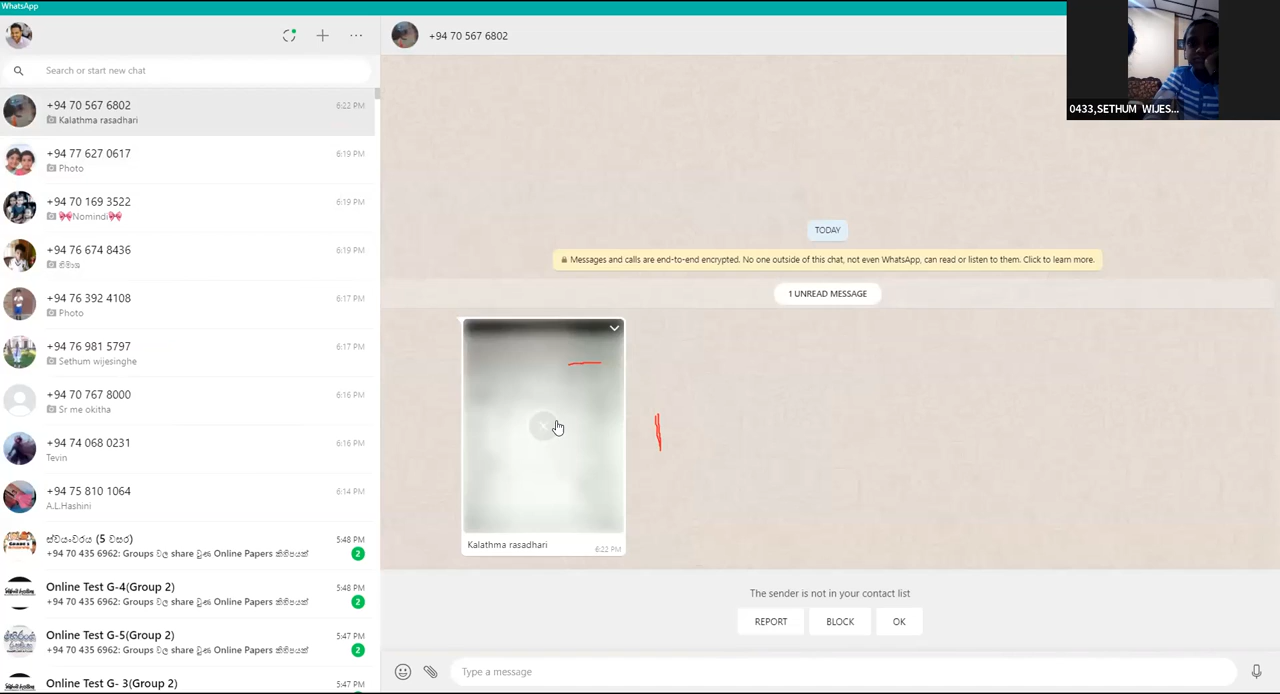 WhatsApp
Search or start new chat
+94 70 567 6802
6:22 PM
Kalathma rasadhari
+94 77 627 0617
6:19 PM
Photo
+94 70 169 3522
6:19 PM
🎀Nomindi🎀
+94 76 674 8436
6:19 PM
+94 76 392 4108
6:17 PM
Photo
+94 76 981 5797
6:17 PM
Sethum wijesinghe
+94 70 767 8000
6:16 PM
Sr me okitha
+94 74 068 0231
6:16 PM
Tevin
+94 75 810 1064
6:14 PM
A.L.Hashini
ස්වයංවරය (5 වසර)
5:48 PM
+94 70 435 6962: Groups වල share වුණ Online Papers කිහිපයක්
2
Online Test G-4(Group 2)
5:48 PM
+94 70 435 6962: Groups වල share වුණ Online Papers කිහිපයක්
2
Online Test G-5(Group 2)
5:47 PM
+94 70 435 6962: Groups වල share වුණ Online Papers කිහිපයක්
2
Online Test G- 3(Group 2)
5:47 PM
+94 70 567 6802
0433,SETHUM WIJES...
TODAY
Messages and calls are end-to-end encrypted. No one outside of this chat, not even WhatsApp, can read or listen to them. Click to learn more.
1 UNREAD MESSAGE
Kalathma rasadhari
6:22 PM
The sender is not in your contact list
REPORT
BLOCK
OK
Type a message